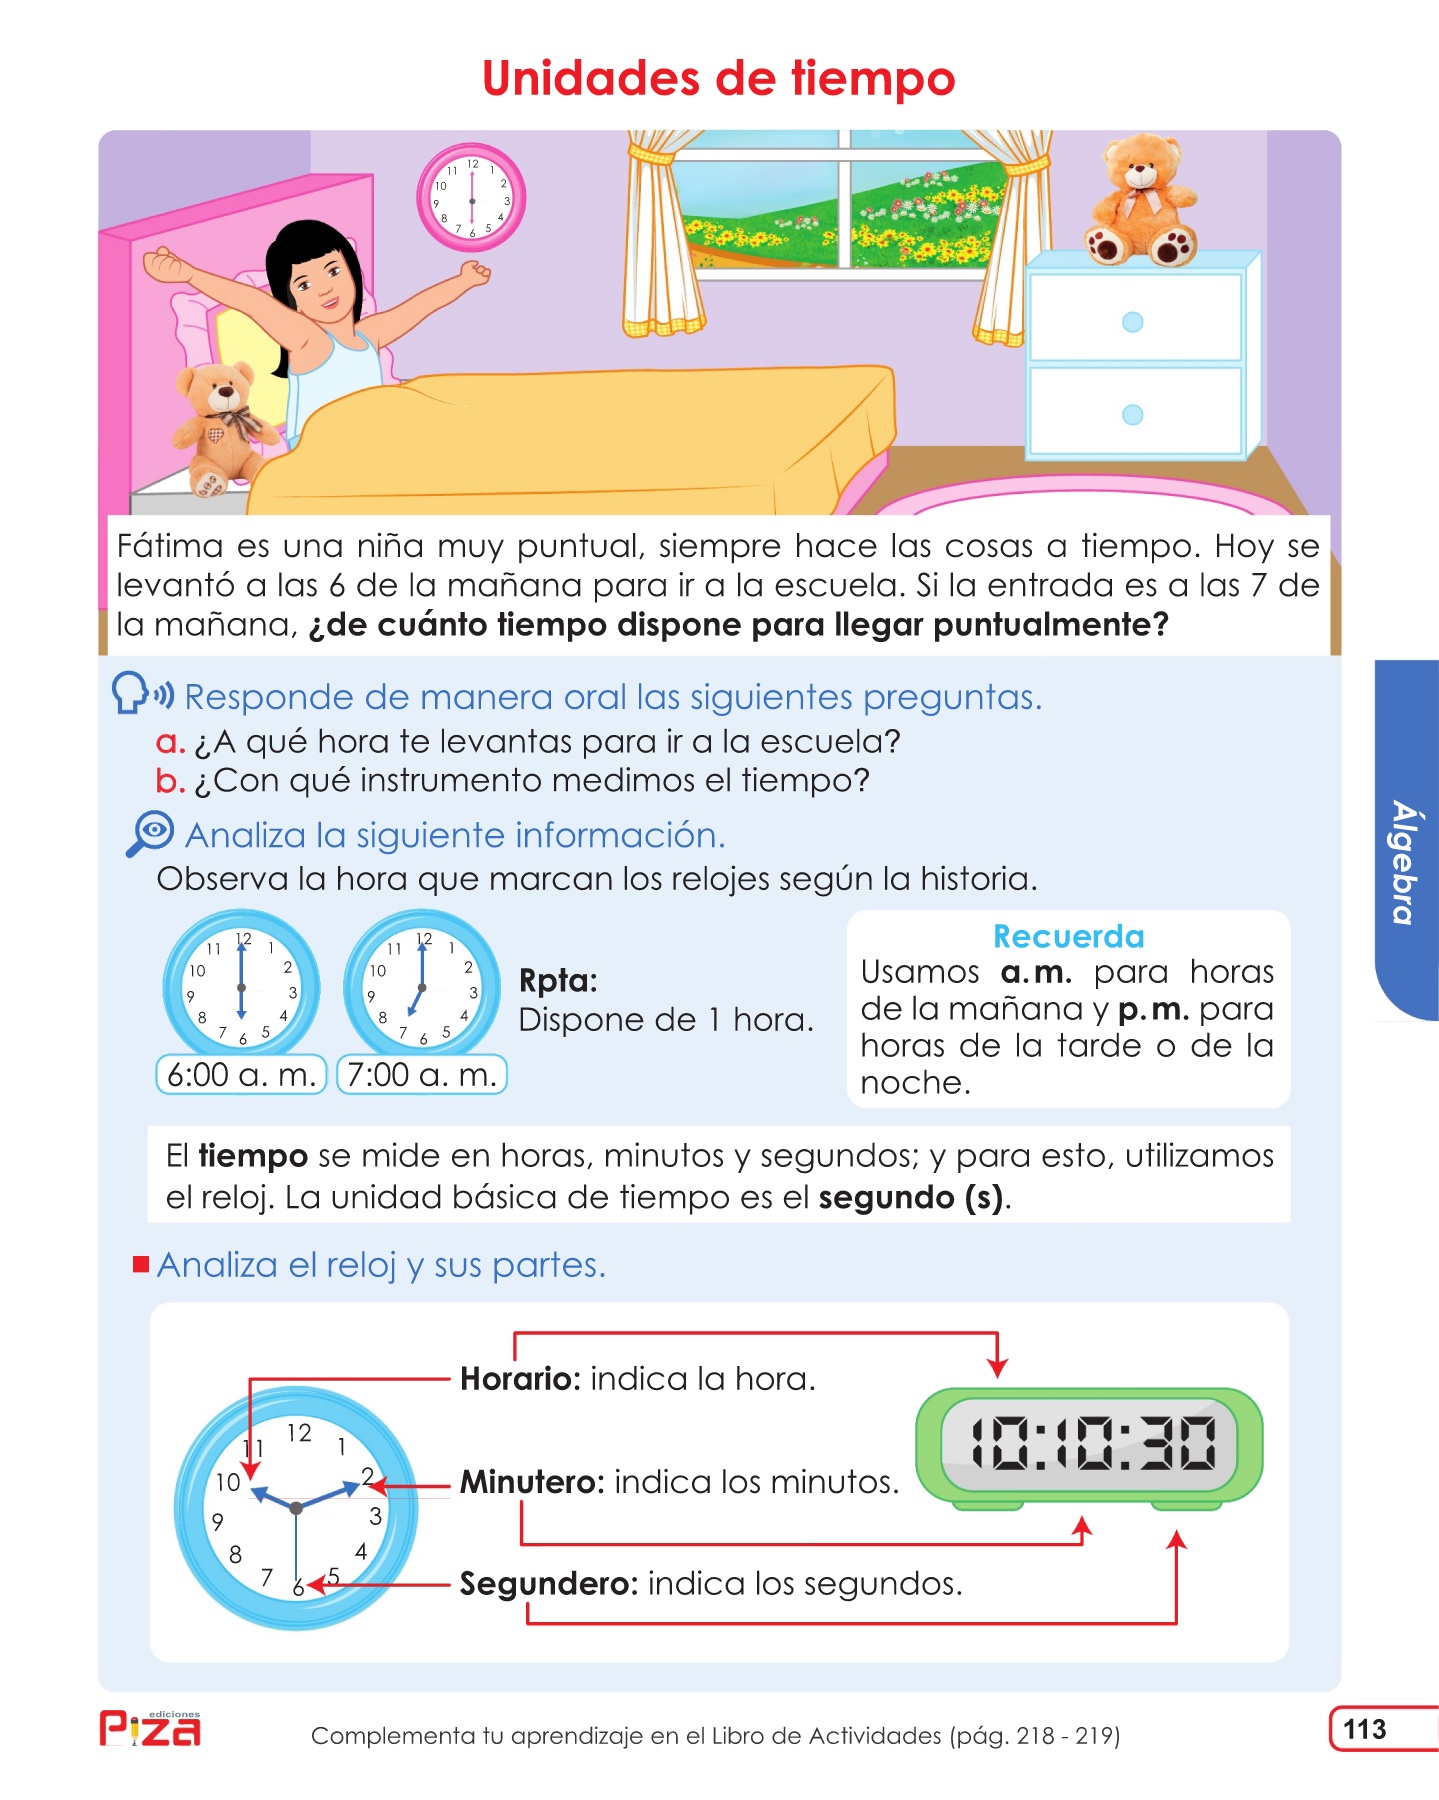 Unidades de tiempo
12
11 1
10 2
9 3
8 4
7 6 5
Fátima es una niña muy puntual, siempre hace las cosas a tiempo. Hoy se
levantó a las 6 de la mañana para ir a la escuela. Si la entrada es a las 7 de
la mañana, ¿de cuánto tiempo dispone para llegar puntualmente?
Responde de manera oral las siguientes preguntas.
a. ¿A qué hora te levantas para ir a la escuela?
b. ¿Con qué instrumento medimos el tiempo?
Analiza la siguiente información.
Observa la hora que marcan los relojes según la historia.
12
11 1
10 2
9 3
8 4
7 6 5
6:00 a. m.
12
11 1
10 2
9 3
8 4
7 6 5
7:00 a. m.
Rpta:
Dispone de 1 hora.
Recuerda
Usamos a.m. para horas
de la mañana y p.m. para
horas de la tarde o de la
noche.
El tiempo se mide en horas, minutos y segundos; y para esto, utilizamos
el reloj. La unidad básica de tiempo es el segundo (s).
Analiza el reloj y sus partes.
12
11 1
10 2
9 3
8 4
7 6 5
Horario: indica la hora.
Minutero: indica los minutos.
Segundero: indica los segundos.
10:10:30
Álgebra
ediciones
Piza
Complementa tu aprendizaje en el Libro de Actividades (pág. 218 - 219)
113